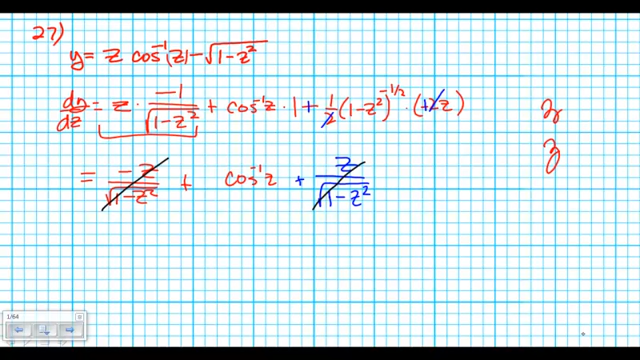 27)
y = z cos⁻¹(z) − √(1−z²)
dy/dz = z · −1/√(1−z²) + cos⁻¹z · 1 + 1/2 (1−z²)^(−1/2) · (+2z)
= −z/√(1−z²) + cos⁻¹z + z/√(1−z²)
z
z
1/64